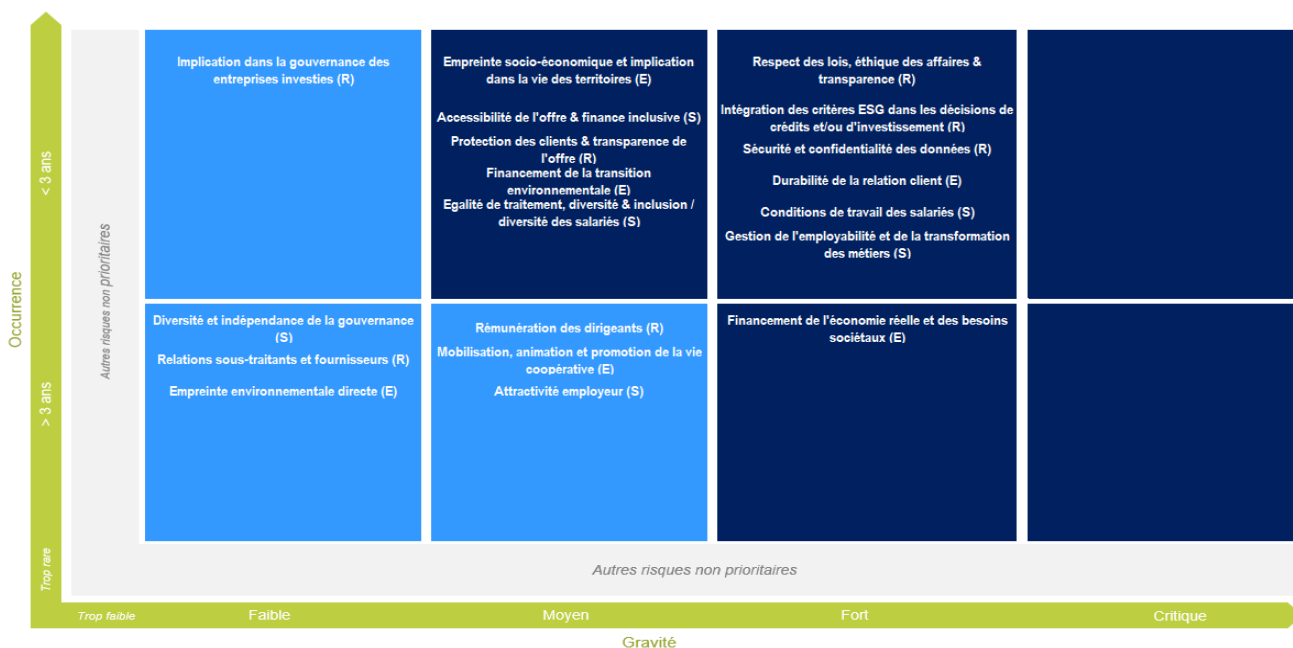 Implication dans la gouvernance des
entreprises investies (R)
Empreinte socio-économique et implication
dans la vie des territoires (E)
Accessibilité de l'offre & finance inclusive (S)
Protection des clients & transparence de
l'offre (R)
Financement de la transition
environnementale (E)
Egalité de traitement, diversité & inclusion /
diversité des salariés (S)
Respect des lois, éthique des affaires &
transparence (R)
Intégration des critères ESG dans les décisions de
crédits et/ou d'investissement (R)
Sécurité et confidentialité des données (R)
Durabilité de la relation client (E)
Conditions de travail des salariés (S)
Gestion de l'employabilité et de la transformation
des métiers (S)
Diversité et indépendance de la gouvernance
(S)
Relations sous-traitants et fournisseurs (R)
Empreinte environnementale directe (E)
Rémunération des dirigeants (R)
Mobilisation, animation et promotion de la vie
coopérative (E)
Attractivité employeur (S)
Financement de l'économie réelle et des besoins
sociétaux (E)
Occurrence
< 3 ans
> 3 ans
Trop rare
Autres risques non prioritaires
Autres risques non prioritaires
Trop faible
Faible
Moyen
Fort
Critique
Gravité